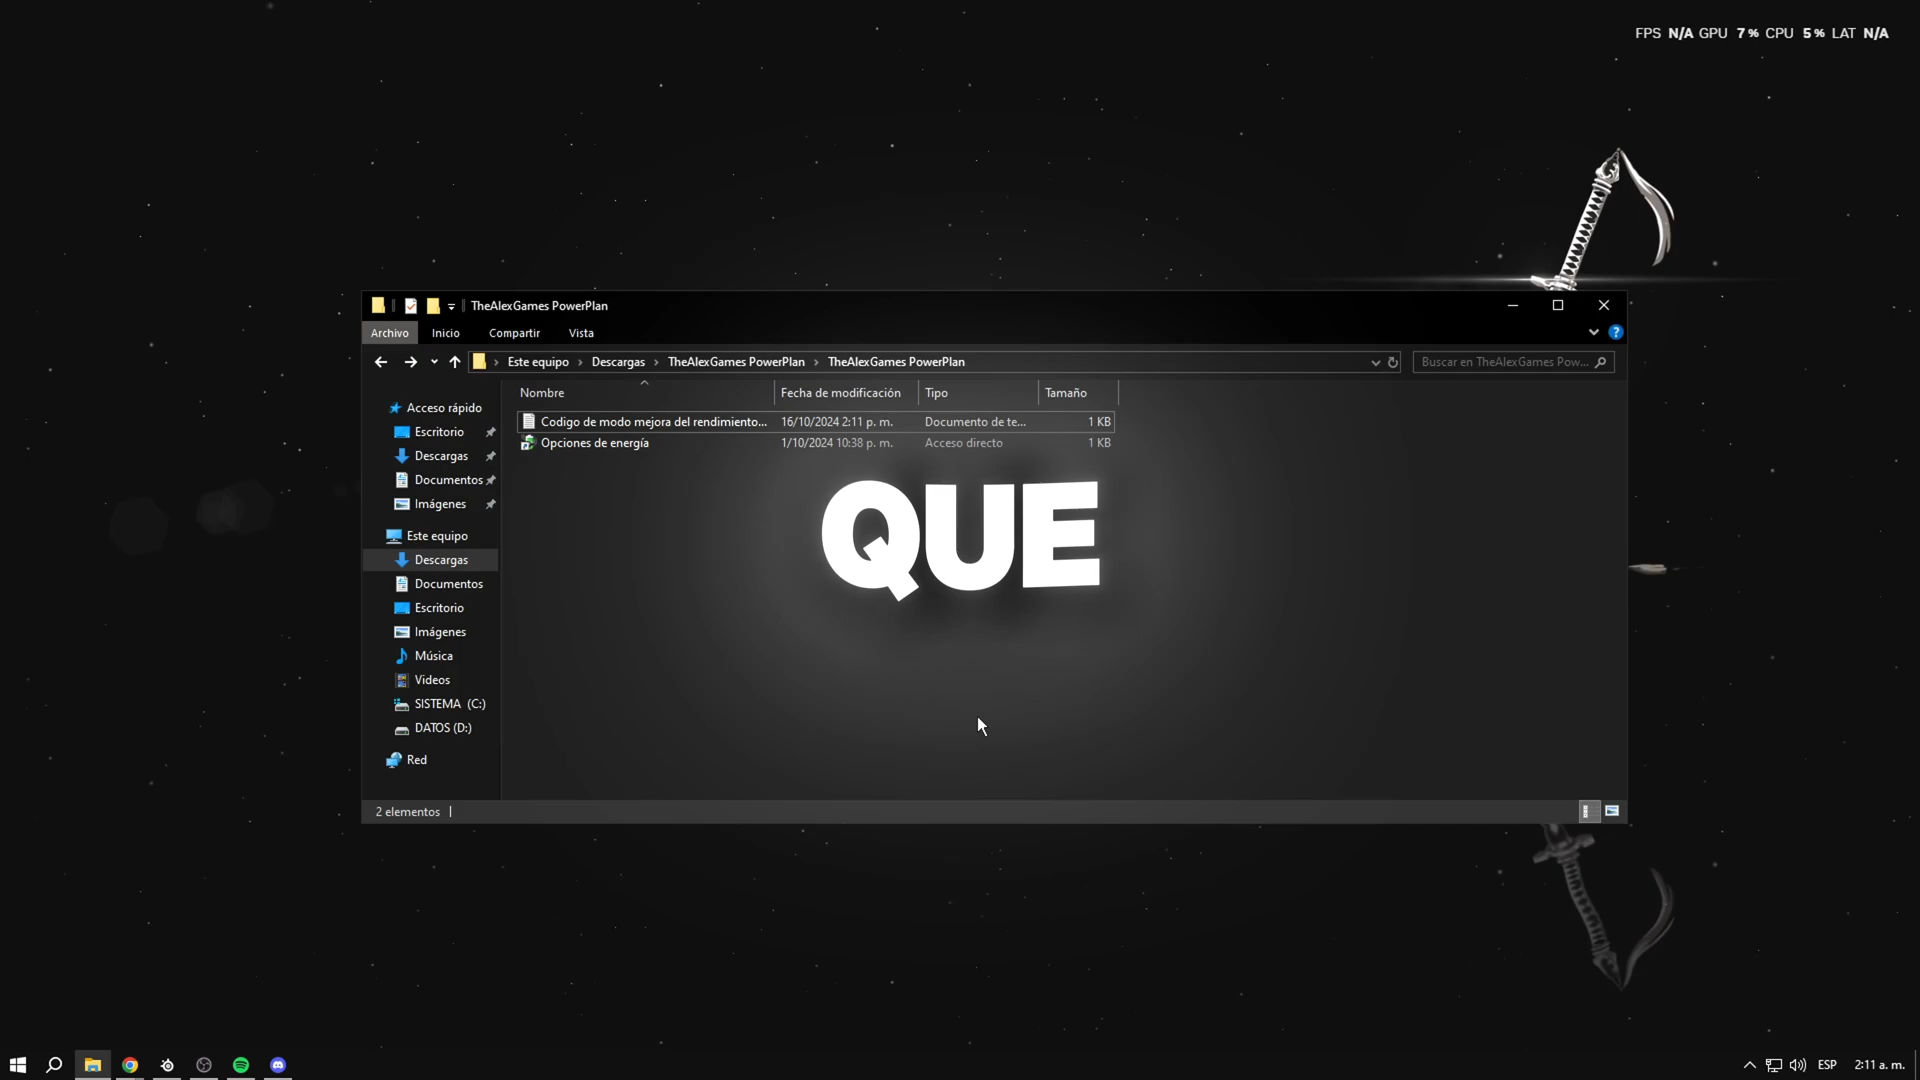 FPS N/A GPU 7% CPU 5% LAT N/A
TheAlexGames PowerPlan
Archivo Inicio Compartir Vista
Este equipo > Descargas > TheAlexGames PowerPlan > TheAlexGames PowerPlan
Buscar en TheAlexGames Pow...
Nombre Fecha de modificación Tipo Tamaño
Codigo de modo mejora del rendimiento... 16/10/2024 2:11 p. m. Documento de te... 1 KB
Opciones de energía 1/10/2024 10:38 p. m. Acceso directo 1 KB
Acceso rápido
Escritorio
Descargas
Documentos
Imágenes
Este equipo
Descargas
Documentos
Escritorio
Imágenes
Música
Videos
SISTEMA (C:)
DATOS (D:)
Red
QUE
2 elementos
ESP 2:11 a. m.